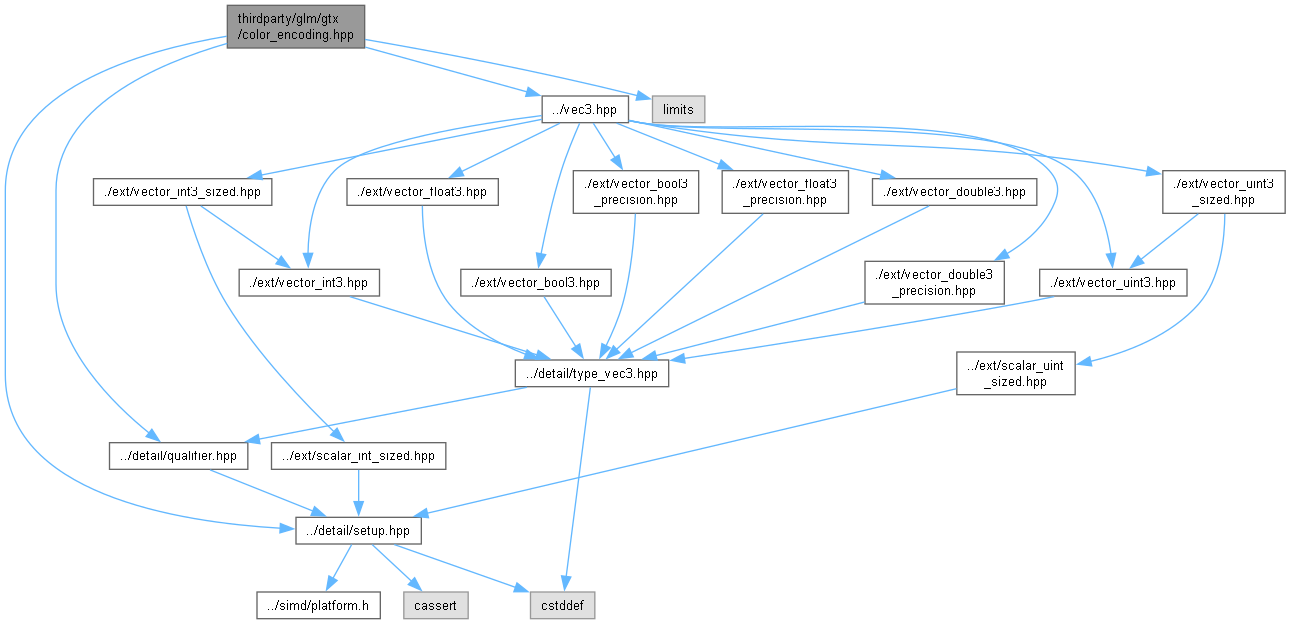 thirdparty/glm/gtx
/color_encoding.hpp
../vec3.hpp
limits
./ext/vector_int3_sized.hpp
./ext/vector_float3.hpp
./ext/vector_bool3
_precision.hpp
./ext/vector_float3
_precision.hpp
./ext/vector_double3.hpp
./ext/vector_uint3
_sized.hpp
./ext/vector_int3.hpp
./ext/vector_bool3.hpp
./ext/vector_double3
_precision.hpp
./ext/vector_uint3.hpp
../detail/type_vec3.hpp
../ext/scalar_uint
_sized.hpp
../detail/qualifier.hpp
../ext/scalar_int_sized.hpp
../detail/setup.hpp
../simd/platform.h
cassert
cstddef